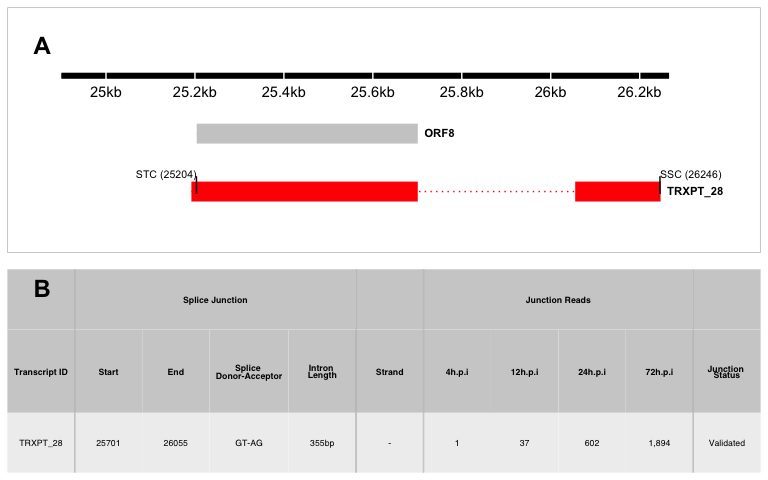 A
25kb 25.2kb 25.4kb 25.6kb 25.8kb 26kb 26.2kb
ORF8
STC (25204) SSC (26246)
TRXPT_28
B
Splice Junction Junction Reads
Transcript ID Start End Splice Donor-Acceptor Intron Length Strand 4h.p.i 12h.p.i 24h.p.i 72h.p.i Junction Status
TRXPT_28 25701 26055 GT-AG 355bp - 1 37 602 1,894 Validated